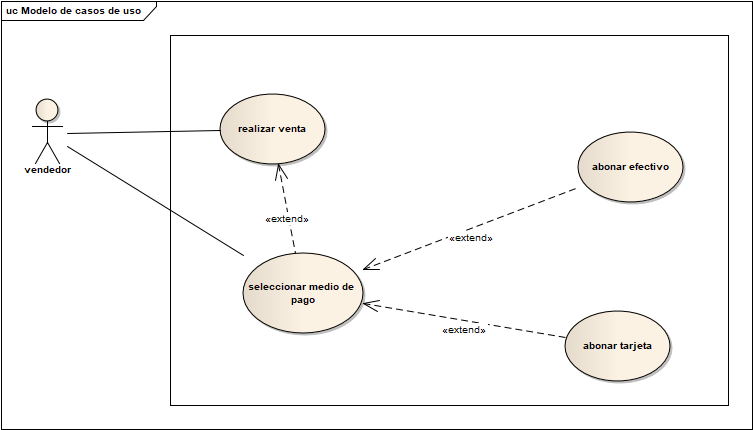 uc Modelo de casos de uso
vendedor
realizar venta
abonar efectivo
«extend»
«extend»
seleccionar medio de
pago
«extend»
abonar tarjeta